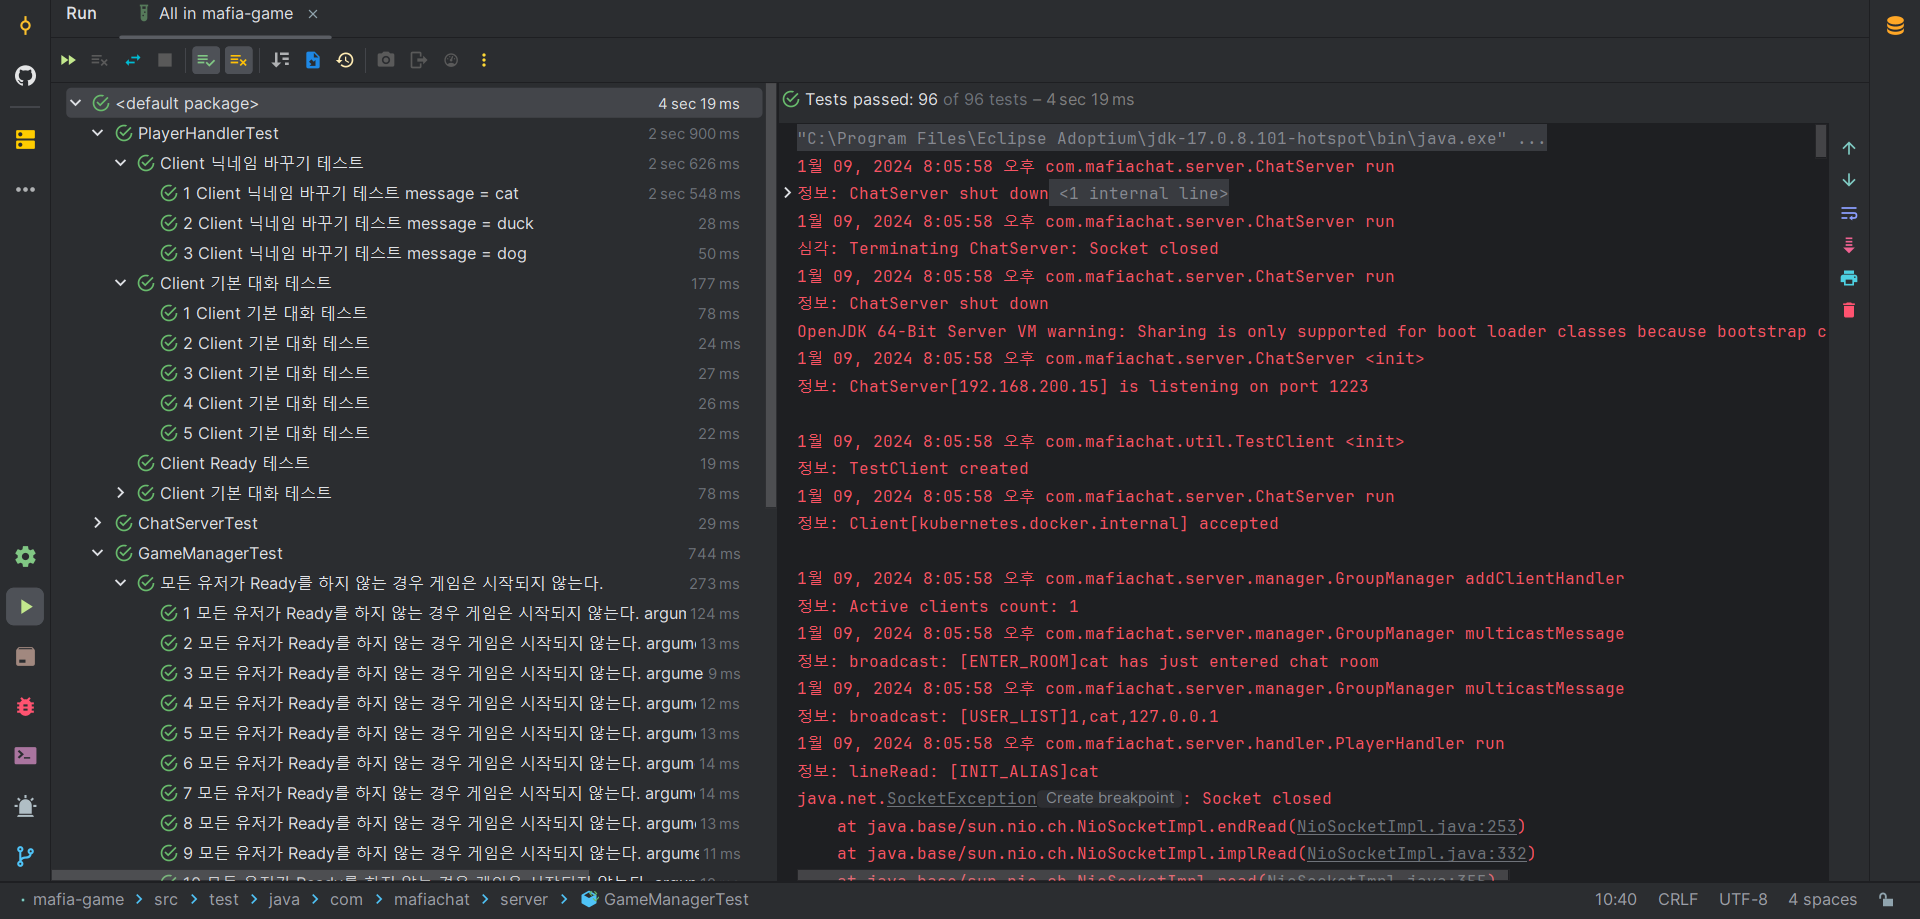 Run
All in mafia-game
<default package> 4 sec 19 ms
PlayerHandlerTest 2 sec 900 ms
Client 닉네임 바꾸기 테스트 2 sec 626 ms
1 Client 닉네임 바꾸기 테스트 message = cat 2 sec 548 ms
2 Client 닉네임 바꾸기 테스트 message = duck 28 ms
3 Client 닉네임 바꾸기 테스트 message = dog 50 ms
Client 기본 대화 테스트 177 ms
1 Client 기본 대화 테스트 78 ms
2 Client 기본 대화 테스트 24 ms
3 Client 기본 대화 테스트 27 ms
4 Client 기본 대화 테스트 26 ms
5 Client 기본 대화 테스트 22 ms
Client Ready 테스트 19 ms
Client 기본 대화 테스트 78 ms
ChatServerTest 29 ms
GameManagerTest 744 ms
모든 유저가 Ready를 하지 않는 경우 게임은 시작되지 않는다. 273 ms
1 모든 유저가 Ready를 하지 않는 경우 게임은 시작되지 않는다. argun 124 ms
2 모든 유저가 Ready를 하지 않는 경우 게임은 시작되지 않는다. argum 13 ms
3 모든 유저가 Ready를 하지 않는 경우 게임은 시작되지 않는다. argume 9 ms
4 모든 유저가 Ready를 하지 않는 경우 게임은 시작되지 않는다. argum 12 ms
5 모든 유저가 Ready를 하지 않는 경우 게임은 시작되지 않는다. argum 13 ms
6 모든 유저가 Ready를 하지 않는 경우 게임은 시작되지 않는다. argum 14 ms
7 모든 유저가 Ready를 하지 않는 경우 게임은 시작되지 않는다. argum 14 ms
8 모든 유저가 Ready를 하지 않는 경우 게임은 시작되지 않는다. argum 13 ms
9 모든 유저가 Ready를 하지 않는 경우 게임은 시작되지 않는다. argume 11 ms
Tests passed: 96 of 96 tests – 4 sec 19 ms
"C:\Program Files\Eclipse Adoptium\jdk-17.0.8.101-hotspot\bin\java.exe" ...
1월 09, 2024 8:05:58 오후 com.mafiachat.server.ChatServer run
정보: ChatServer shut down <1 internal line>
1월 09, 2024 8:05:58 오후 com.mafiachat.server.ChatServer run
심각: Terminating ChatServer: Socket closed
1월 09, 2024 8:05:58 오후 com.mafiachat.server.ChatServer run
정보: ChatServer shut down
OpenJDK 64-Bit Server VM warning: Sharing is only supported for boot loader classes because bootstrap c
1월 09, 2024 8:05:58 오후 com.mafiachat.server.ChatServer <init>
정보: ChatServer[192.168.200.15] is listening on port 1223
1월 09, 2024 8:05:58 오후 com.mafiachat.util.TestClient <init>
정보: TestClient created
1월 09, 2024 8:05:58 오후 com.mafiachat.server.ChatServer run
정보: Client[kubernetes.docker.internal] accepted
1월 09, 2024 8:05:58 오후 com.mafiachat.server.manager.GroupManager addClientHandler
정보: Active clients count: 1
1월 09, 2024 8:05:58 오후 com.mafiachat.server.manager.GroupManager multicastMessage
정보: broadcast: [ENTER_ROOM]cat has just entered chat room
1월 09, 2024 8:05:58 오후 com.mafiachat.server.manager.GroupManager multicastMessage
정보: broadcast: [USER_LIST]1,cat,127.0.0.1
1월 09, 2024 8:05:58 오후 com.mafiachat.server.handler.PlayerHandler run
정보: lineRead: [INIT_ALIAS]cat
java.net.SocketException Create breakpoint : Socket closed
at java.base/sun.nio.ch.NioSocketImpl.endRead(NioSocketImpl.java:253)
at java.base/sun.nio.ch.NioSocketImpl.implRead(NioSocketImpl.java:332)
at java.base/sun.nio.ch.NioSocketImpl.read(NioSocketImpl.java:355)
mafia-game > src > test > java > com > mafiachat > server > GameManagerTest
10:40 CRLF UTF-8 4 spaces